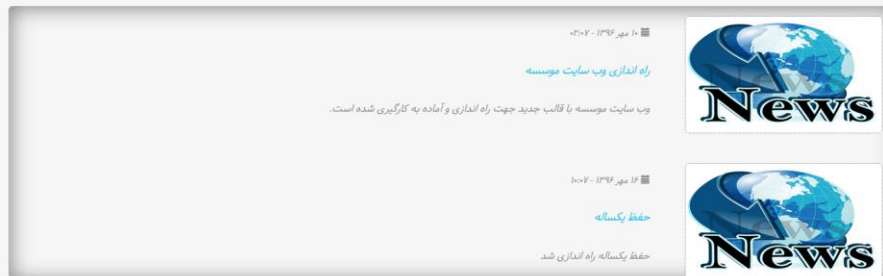 ۱۰ مهر ۱۳۹۶ - ۰۲:۰۷
راه اندازی وب سایت موسسه
وب سایت موسسه با قالب جدید جهت راه اندازی و آماده به کارگیری شده است.
News
۱۶ مهر ۱۳۹۶ - ۱۰:۰۷
حفظ یکساله
حفظ یکساله راه اندازی شد
News